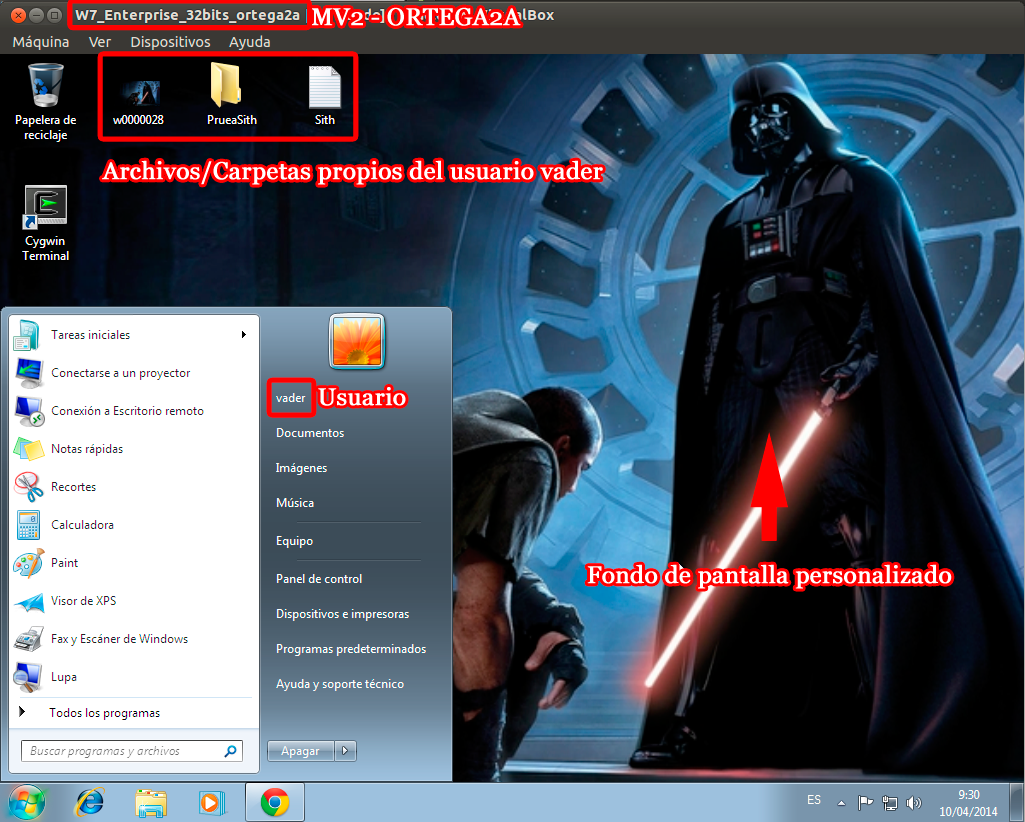 W7_Enterprise_32bits_ortega2a
MV2 - ORTEGA2A
Box
Máquina Ver Dispositivos Ayuda
Papelera de
reciclaje
w0000028
PrueaSith
Sith
Archivos/Carpetas propios del usuario vader
Cygwin
Terminal
Tareas iniciales
Conectarse a un proyector
Conexión a Escritorio remoto
Notas rápidas
Recortes
Calculadora
Paint
Visor de XPS
Fax y Escáner de Windows
Lupa
Todos los programas
Buscar programas y archivos
vader
Usuario
Documentos
Imágenes
Música
Equipo
Panel de control
Dispositivos e impresoras
Programas predeterminados
Ayuda y soporte técnico
Apagar
Fondo de pantalla personalizado
ES
9:30
10/04/2014